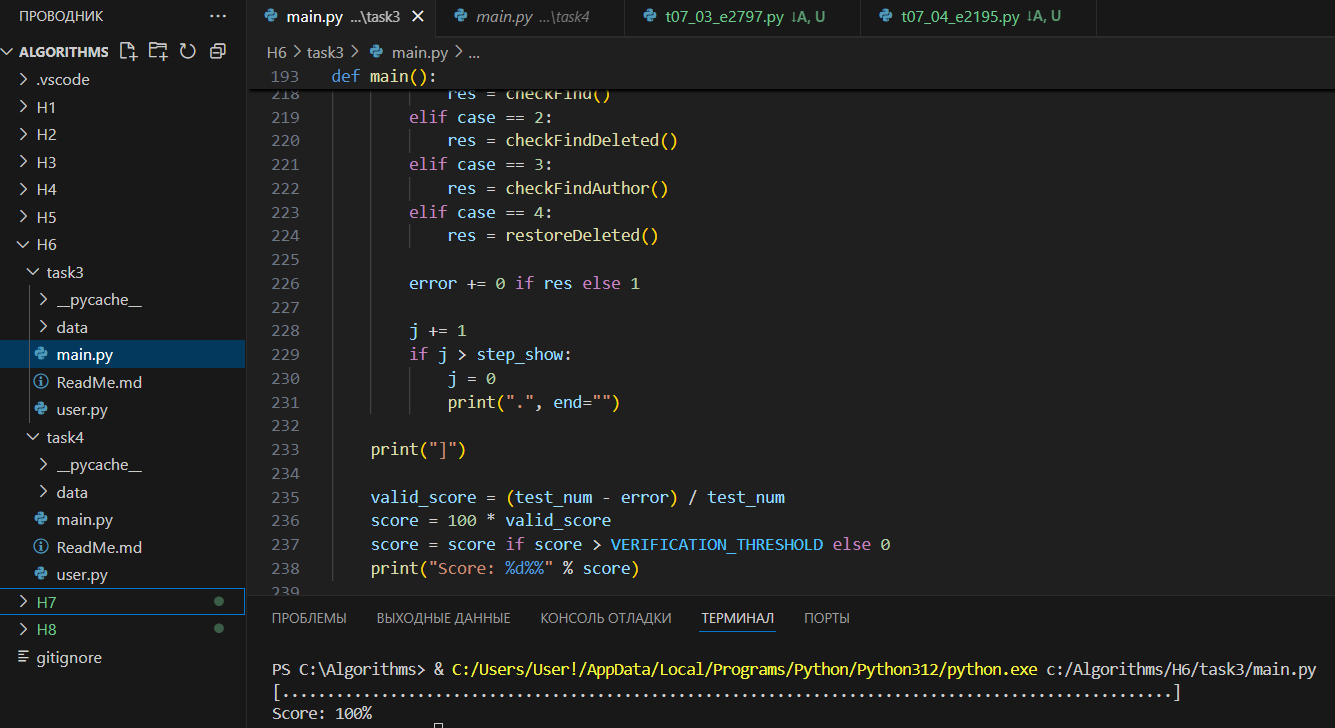 ПРОВОДНИК ...
ALGORITHMS
.vscode
H1
H2
H3
H4
H5
H6
task3
__pycache__
data
main.py
ReadMe.md
user.py
task4
__pycache__
data
main.py
ReadMe.md
user.py
H7
H8
gitignore
main.py ...\task3
main.py ...\task4
t07_03_e2797.py ↓A, U
t07_04_e2195.py ↓A, U
H6 > task3 > main.py > ...
193 def main():
218 res = checkFind()
219 elif case == 2:
220 res = checkFindDeleted()
221 elif case == 3:
222 res = checkFindAuthor()
223 elif case == 4:
224 res = restoreDeleted()
225
226 error += 0 if res else 1
227
228 j += 1
229 if j > step_show:
230 j = 0
231 print(".", end="")
232
233 print("]")
234
235 valid_score = (test_num - error) / test_num
236 score = 100 * valid_score
237 score = score if score > VERIFICATION_THRESHOLD else 0
238 print("Score: %d%%" % score)
239
ПРОБЛЕМЫ ВЫХОДНЫЕ ДАННЫЕ КОНСОЛЬ ОТЛАДКИ ТЕРМИНАЛ ПОРТЫ
PS C:\Algorithms> & C:/Users/User!/AppData/Local/Programs/Python/Python312/python.exe c:/Algorithms/H6/task3/main.py
[...................................................................................................]
Score: 100%